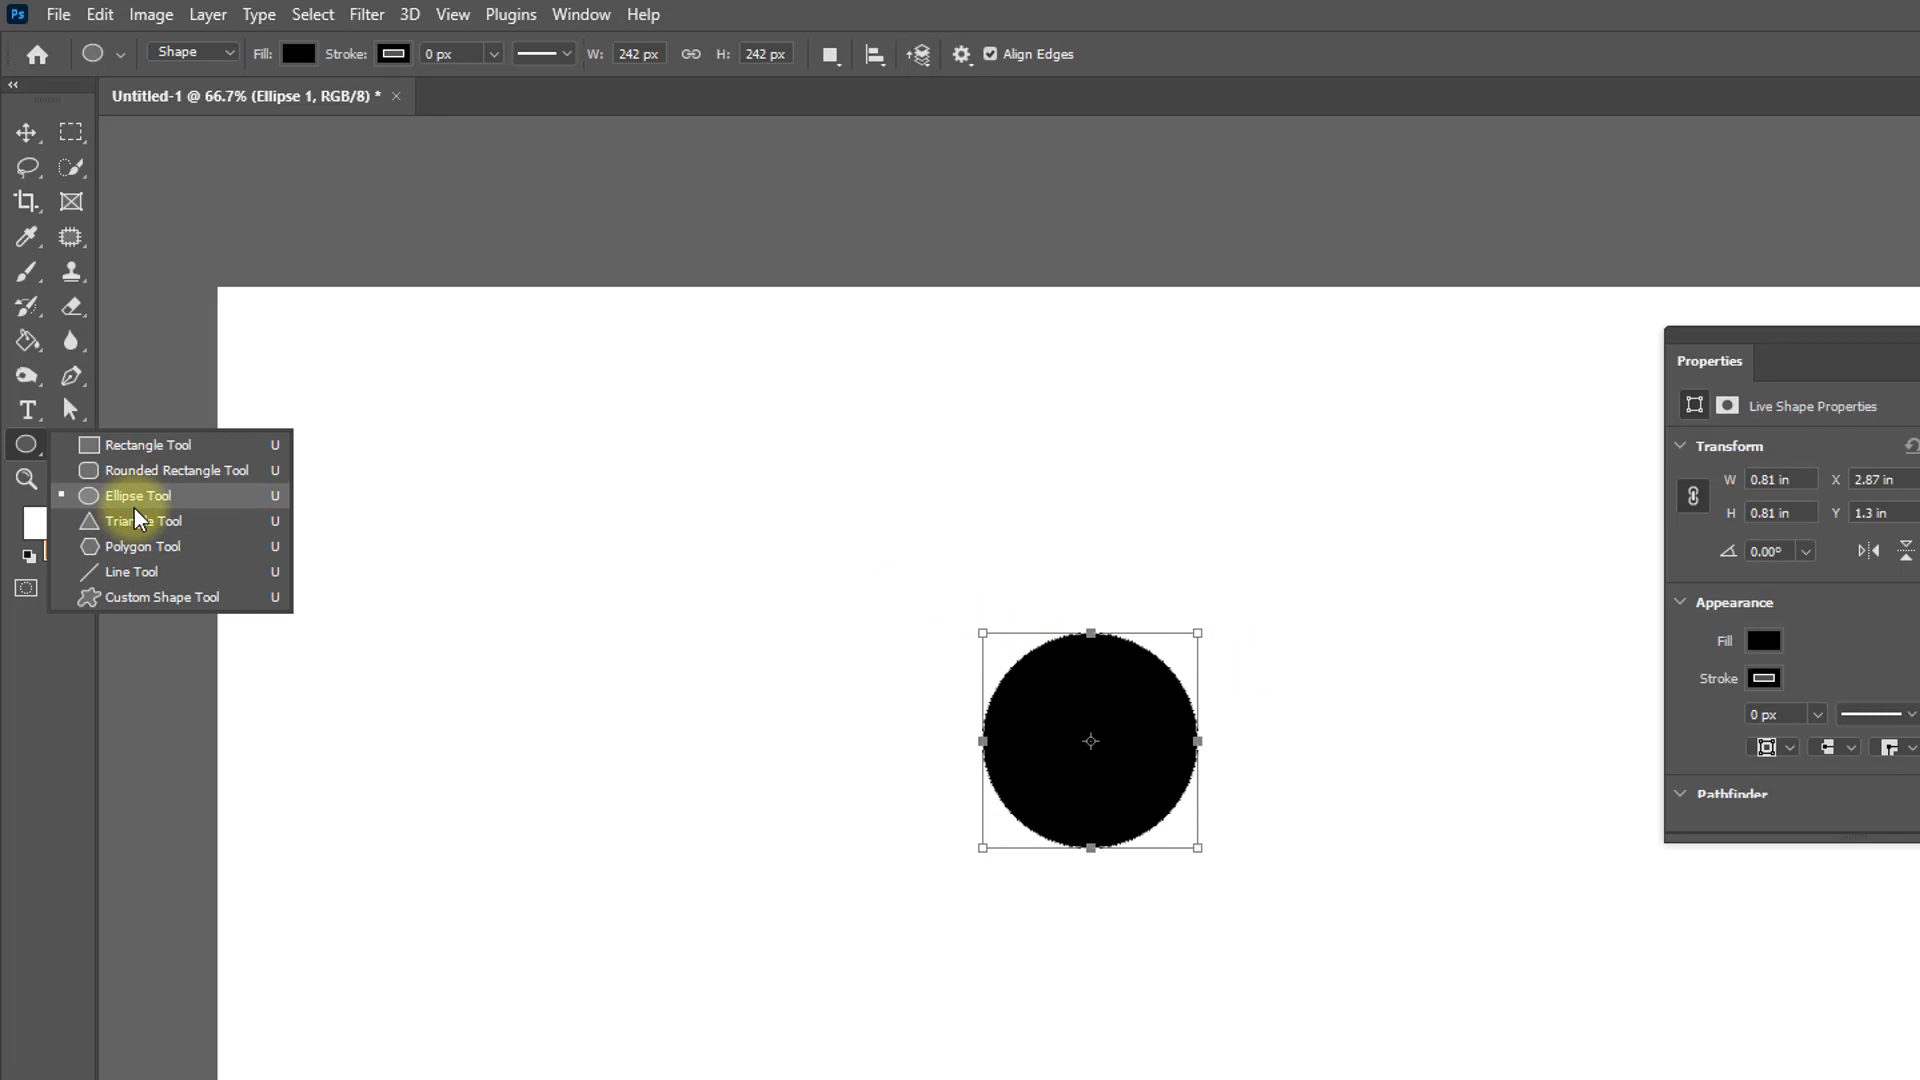 Ps File Edit Image Layer Type Select Filter 3D View Plugins Window Help
Shape Fill: Stroke: 0 px W: 242 px H: 242 px Align Edges
Untitled-1 @ 66.7% (Ellipse 1, RGB/8) * ×
T
Rectangle Tool U
Rounded Rectangle Tool U
Ellipse Tool U
Triangle Tool U
Polygon Tool U
Line Tool U
Custom Shape Tool U
Properties
Live Shape Properties
Transform
W 0.81 in X 2.87 in
H 0.81 in Y 1.3 in
0.00°
Appearance
Fill
Stroke
0 px
Pathfinder